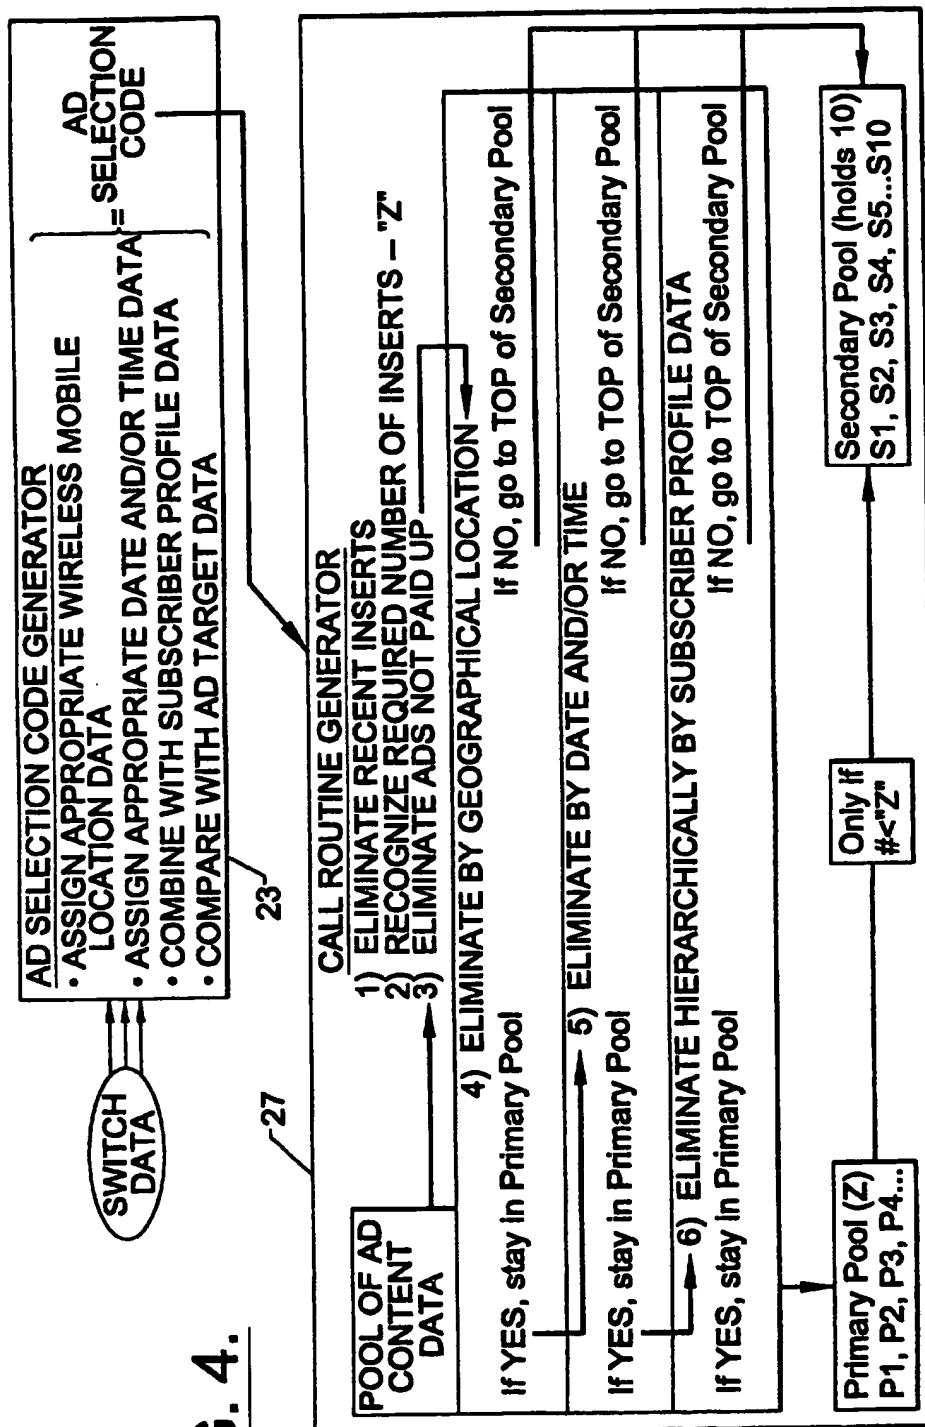 AD SELECTION CODE GENERATOR
• ASSIGN APPROPRIATE WIRELESS MOBILE
LOCATION DATA
• ASSIGN APPROPRIATE DATE AND/OR TIME DATA
• COMBINE WITH SUBSCRIBER PROFILE DATA
• COMPARE WITH AD TARGET DATA
=
AD
SELECTION
CODE
SWITCH
DATA
23
27
CALL ROUTINE GENERATOR
1) ELIMINATE RECENT INSERTS
2) RECOGNIZE REQUIRED NUMBER OF INSERTS – "Z"
3) ELIMINATE ADS NOT PAID UP
POOL OF AD
CONTENT
DATA
4) ELIMINATE BY GEOGRAPHICAL LOCATION
If YES, stay in Primary Pool
If NO, go to TOP of Secondary Pool
5) ELIMINATE BY DATE AND/OR TIME
If YES, stay in Primary Pool
If NO, go to TOP of Secondary Pool
6) ELIMINATE HIERARCHICALLY BY SUBSCRIBER PROFILE DATA
If YES, stay in Primary Pool
If NO, go to TOP of Secondary Pool
Primary Pool (Z)
P1, P2, P3, P4...
Only if
#<"Z"
Secondary Pool (holds 10)
S1, S2, S3, S4, S5...S10
4.